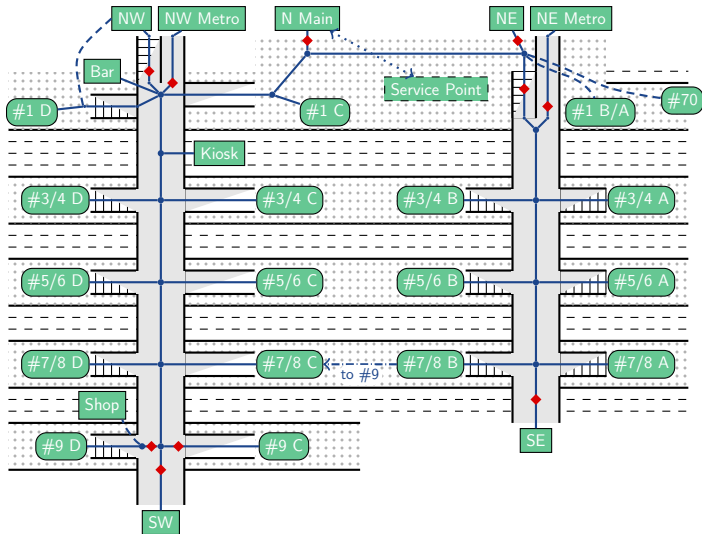 NW
NW Metro
N Main
NE
NE Metro
Bar
Service Point
#1 D
#1 C
#1 B/A
#70
Kiosk
#3/4 D
#3/4 C
#3/4 B
#3/4 A
#5/6 D
#5/6 C
#5/6 B
#5/6 A
#7/8 D
#7/8 C
to #9
#7/8 B
#7/8 A
Shop
#9 D
#9 C
SE
SW